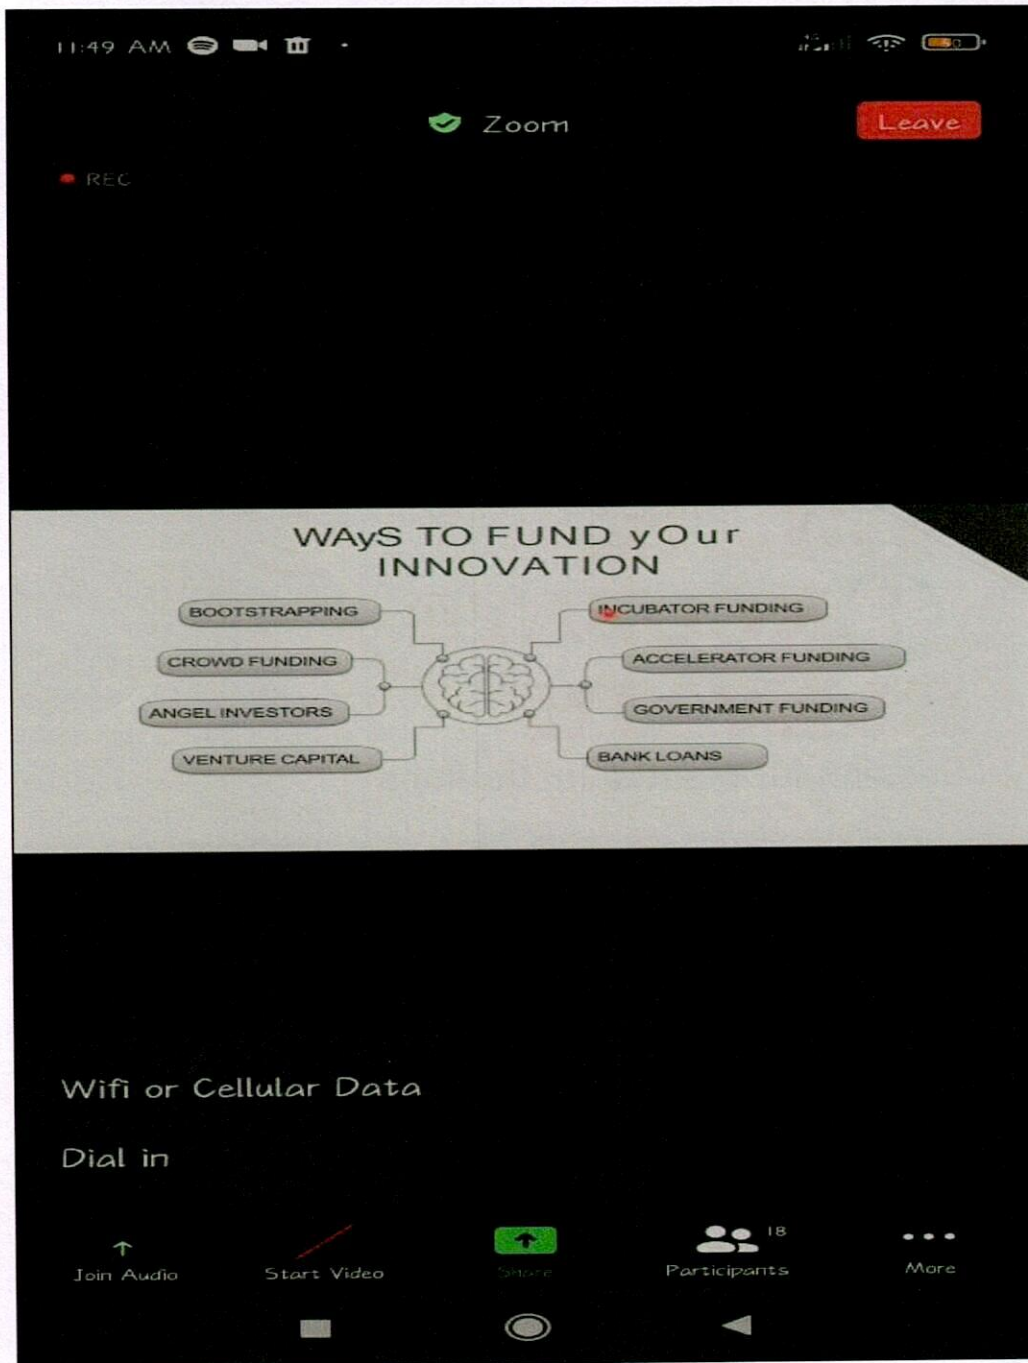 11:49 AM
Zoom
Leave
REC
WAyS TO FUND yOur
INNOVATION
BOOTSTRAPPING
INCUBATOR FUNDING
CROWD FUNDING
ACCELERATOR FUNDING
ANGEL INVESTORS
GOVERNMENT FUNDING
VENTURE CAPITAL
BANK LOANS
Wifi or Cellular Data
Dial in
18
Join Audio
Start Video
Share
Participants
More